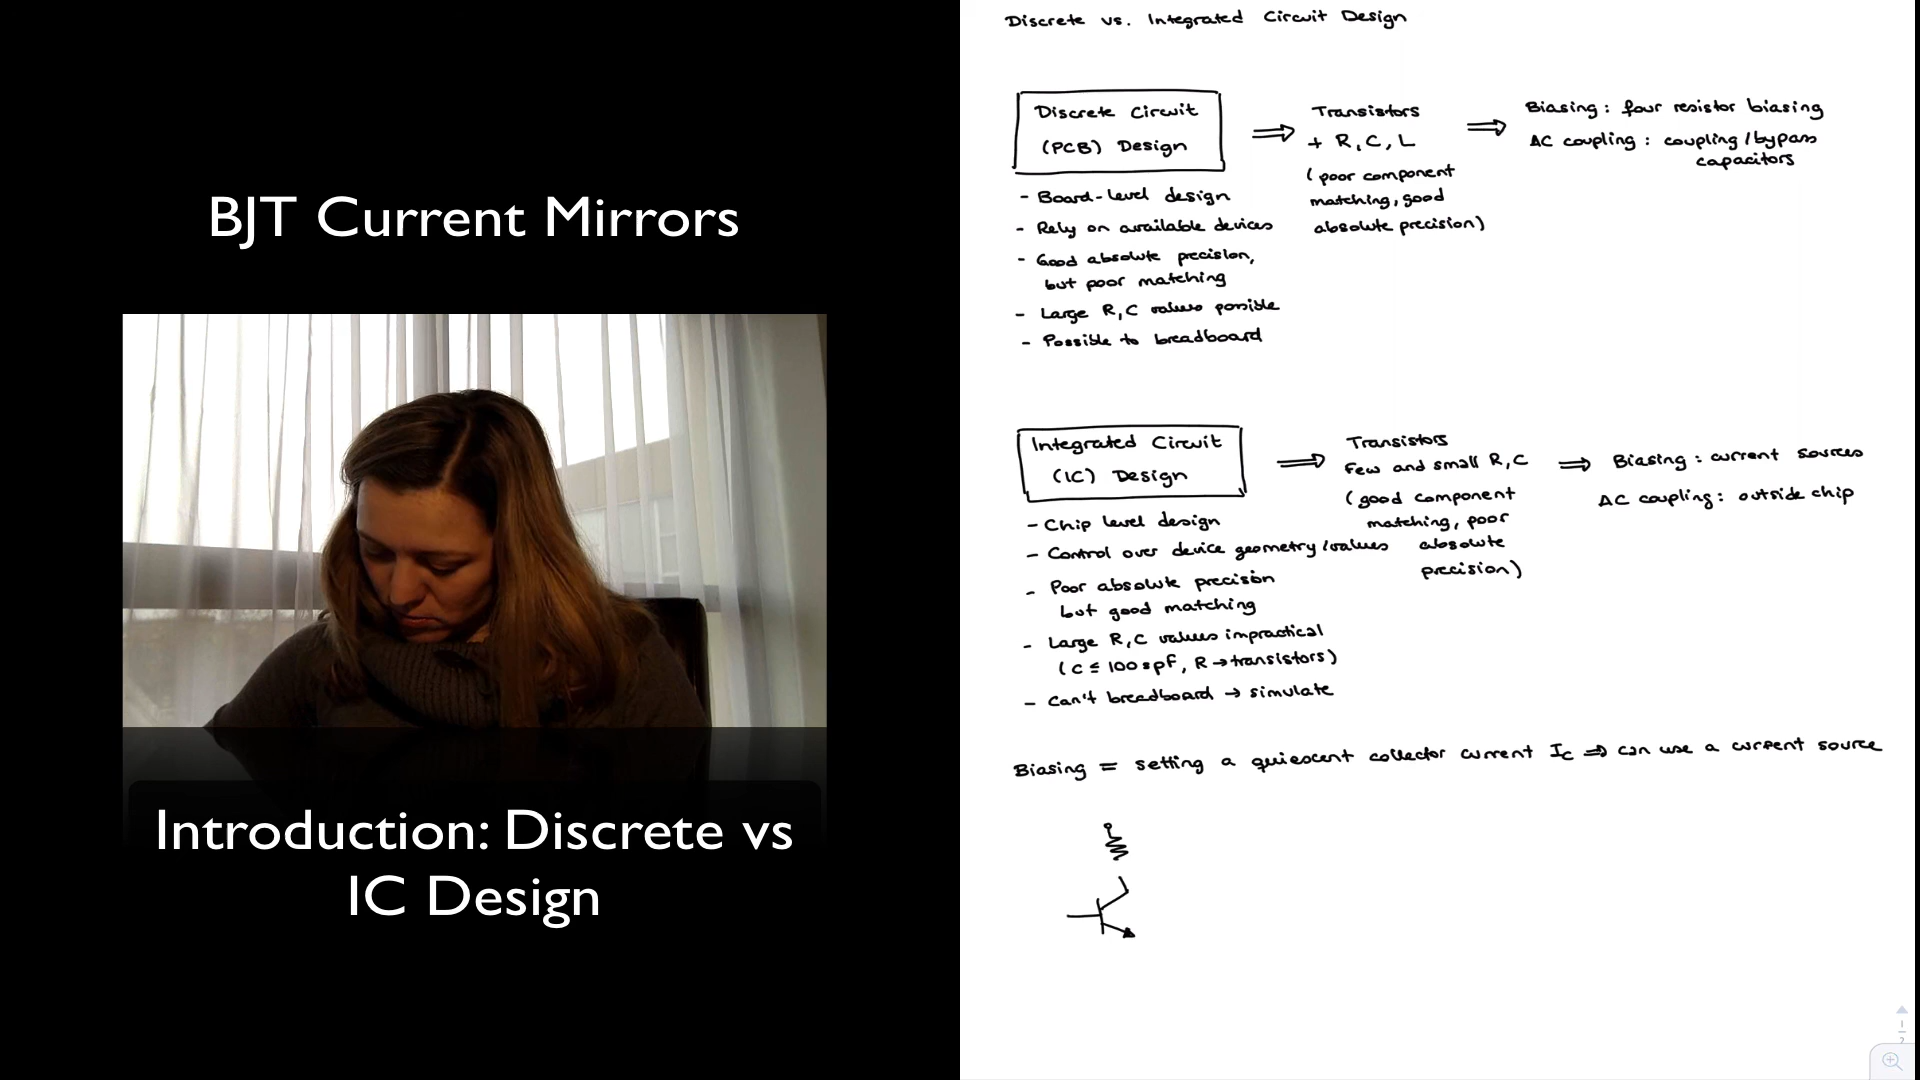 BJT Current Mirrors
Introduction: Discrete vs
IC Design
Discrete vs. Integrated Circuit Design
Discrete Circuit
(PCB) Design
- Board-level design
- Rely on available devices
- Good absolute precision,
but poor matching
- Large R,C values possible
- Possible to breadboard
Transistors
+ R, C, L
(poor component
matching, good
absolute precision)
Biasing: four resistor biasing
AC coupling: coupling/bypass
capacitors
Integrated Circuit
(IC) Design
- Chip level design
- Control over device geometry/values
- Poor absolute precision
but good matching
- Large R,C values impractical
(C ≤ 100s pF, R → transistors)
- Can't breadboard → simulate
Transistors
Few and small R,C
(good component
matching, poor
absolute
precision)
Biasing: current sources
AC coupling: outside chip
Biasing = setting a quiescent collector current Ic ⇒ can use a current source
1
2